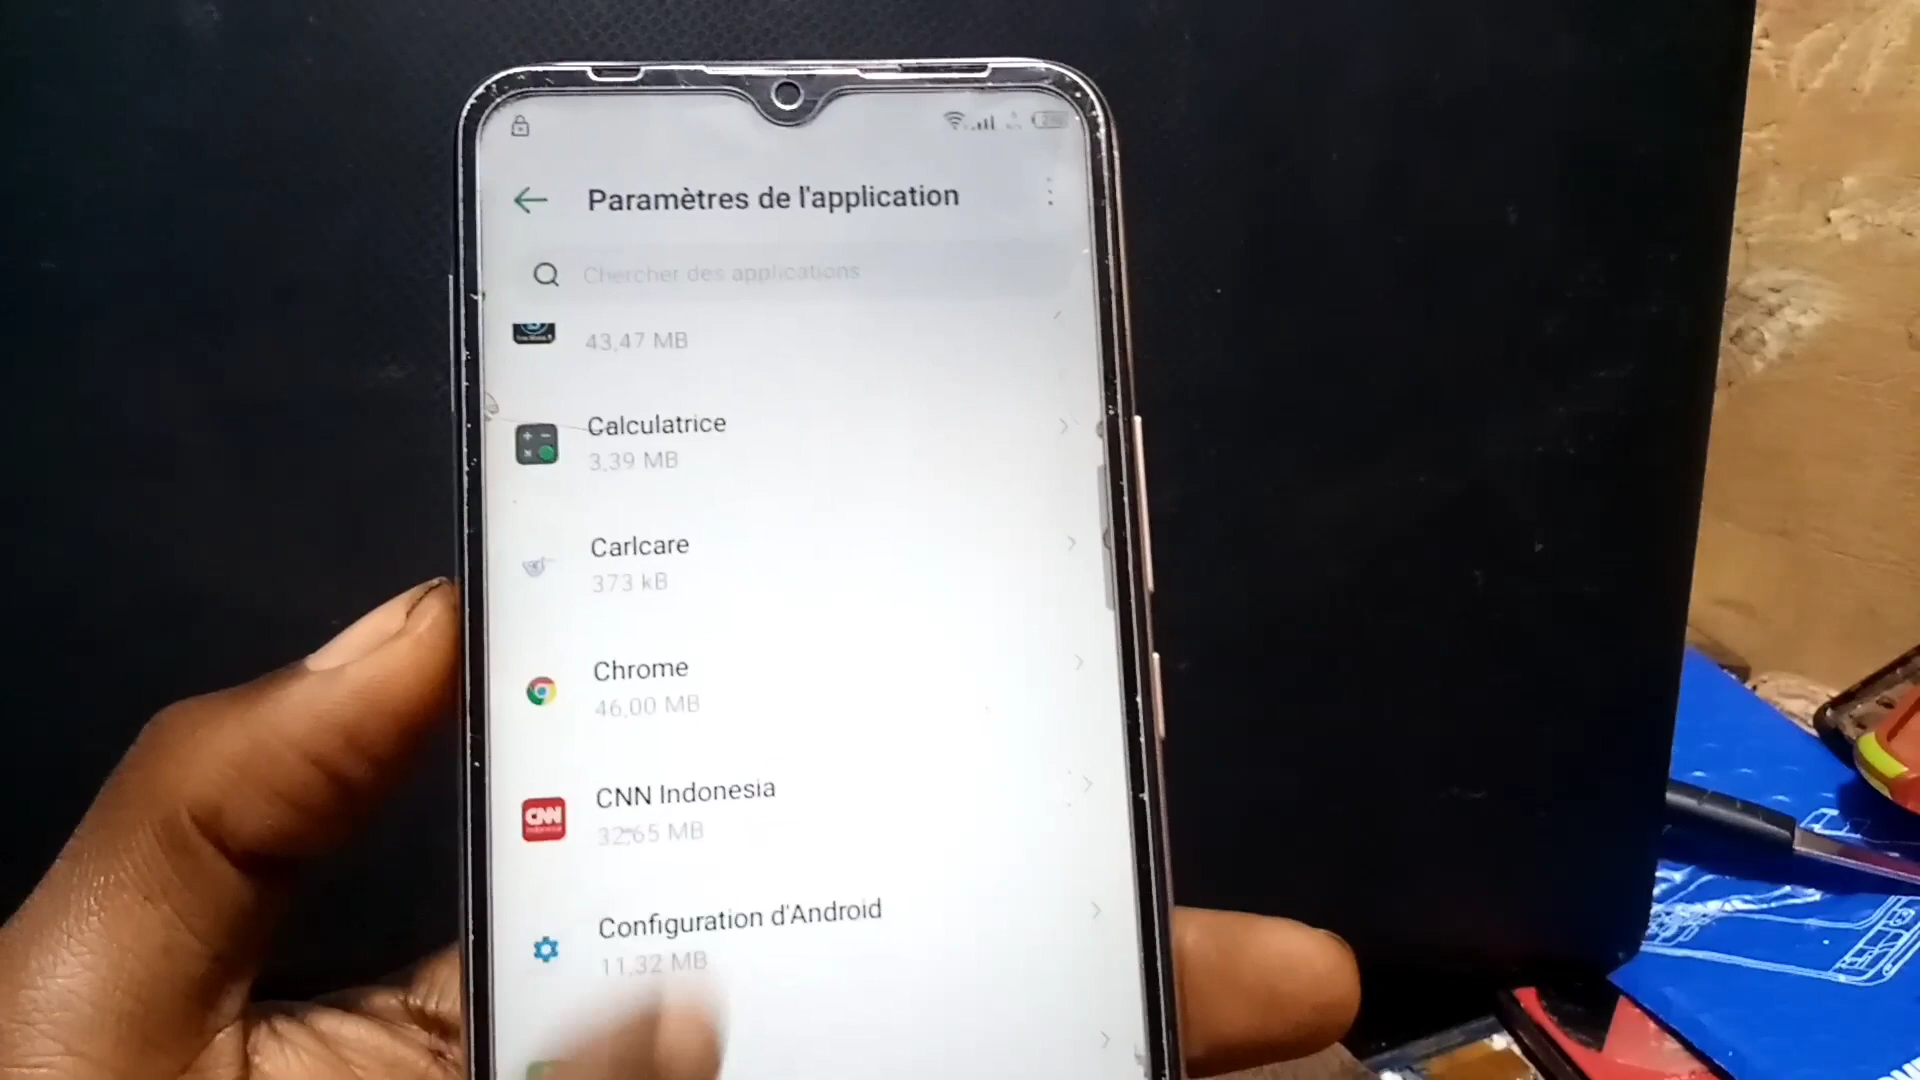 Paramètres de l'application
Chercher des applications
43,47 MB
Calculatrice
3,39 MB
Carlcare
373 kB
Chrome
46,00 MB
CNN Indonesia
32,65 MB
CNN
Configuration d'Android
11,32 MB